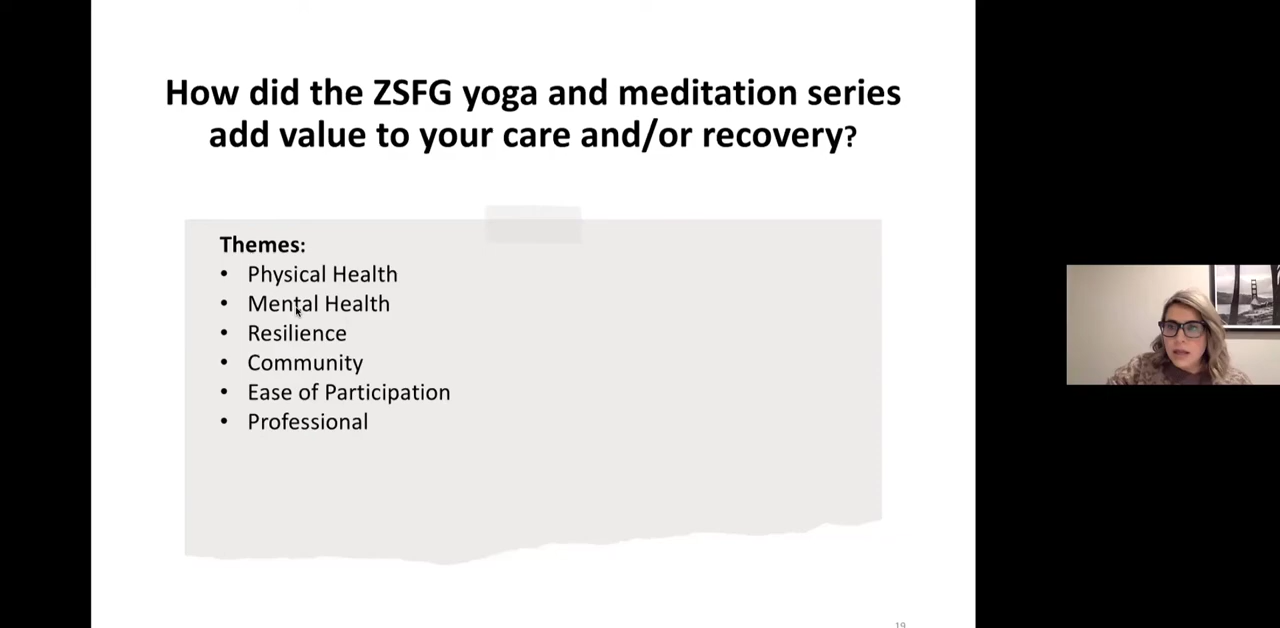 How did the ZSFG yoga and meditation series
add value to your care and/or recovery?
Themes:
• Physical Health
• Mental Health
• Resilience
• Community
• Ease of Participation
• Professional
19